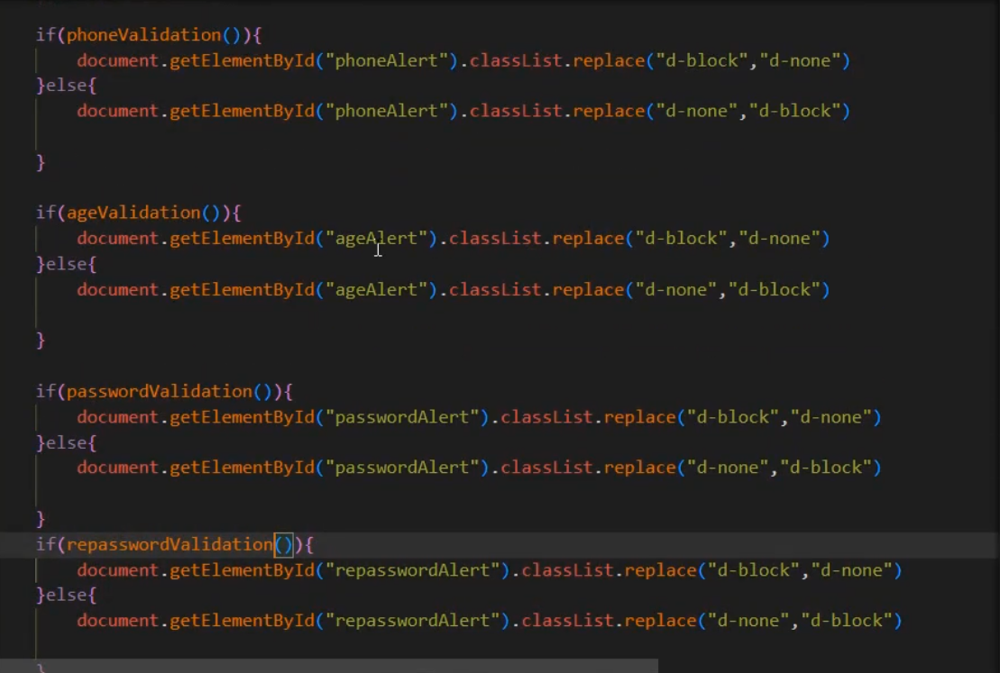 if(phoneValidation()){
document.getElementById("phoneAlert").classList.replace("d-block","d-none")
}else{
document.getElementById("phoneAlert").classList.replace("d-none","d-block")
}
if(ageValidation()){
document.getElementById("ageAlert").classList.replace("d-block","d-none")
}else{
document.getElementById("ageAlert").classList.replace("d-none","d-block")
}
if(passwordValidation()){
document.getElementById("passwordAlert").classList.replace("d-block","d-none")
}else{
document.getElementById("passwordAlert").classList.replace("d-none","d-block")
}
if(repasswordValidation()){
document.getElementById("repasswordAlert").classList.replace("d-block","d-none")
}else{
document.getElementById("repasswordAlert").classList.replace("d-none","d-block")
}